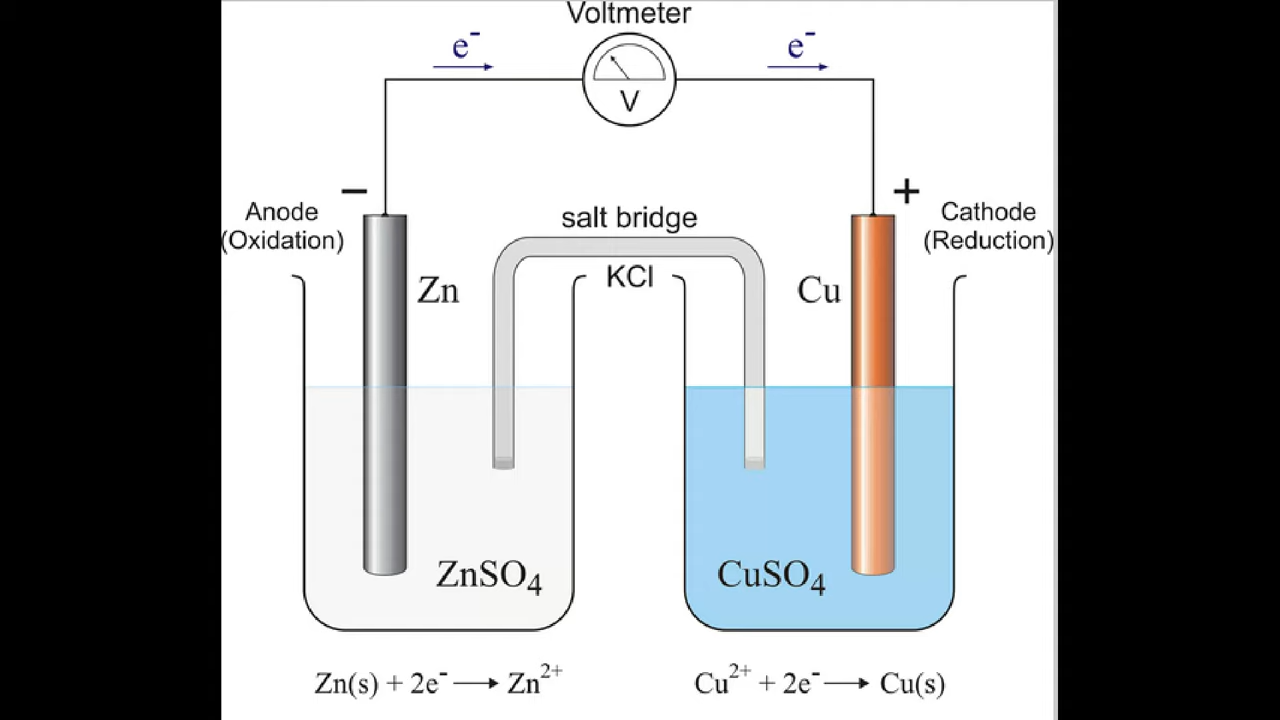 Voltmeter
e⁻
e⁻
V
−
+
Anode
(Oxidation)
Cathode
(Reduction)
salt bridge
KCl
Zn
Cu
ZnSO₄
CuSO₄
Zn(s) + 2e⁻ → Zn²⁺
Cu²⁺ + 2e⁻ → Cu(s)